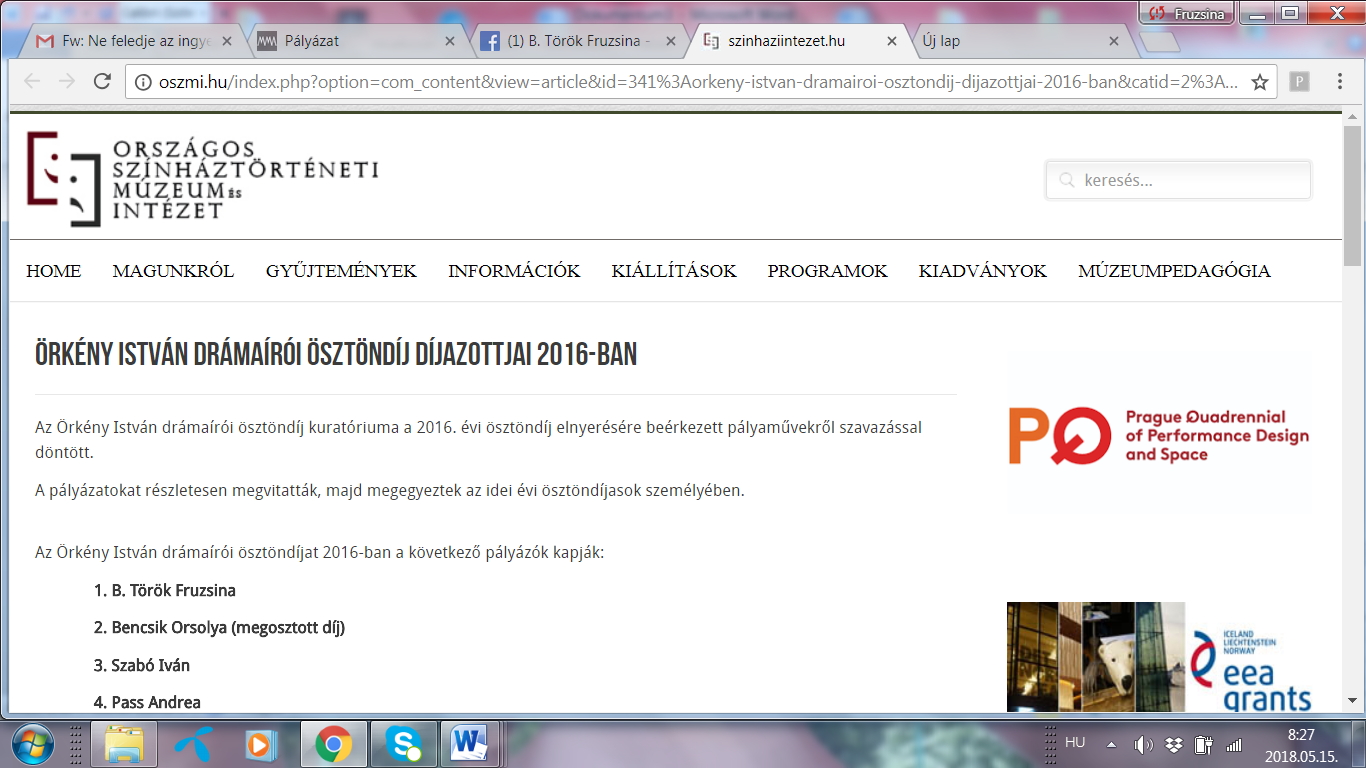 Fruzsina
Fw: Ne feledje az ingye
Pályázat
(1) B. Török Fruzsina -
szinhaziintezet.hu
Új lap
oszmi.hu/index.php?option=com_content&view=article&id=341%3Aorkeny-istvan-dramairoi-osztondij-dijazottjai-2016-ban&catid=2%3A...
P
ORSZÁGOS
SZÍNHÁZTÖRTÉNETI
MÚZEUM és
INTÉZET
keresés...
HOME MAGUNKRÓL GYŰJTEMÉNYEK INFORMÁCIÓK KIÁLLÍTÁSOK PROGRAMOK KIADVÁNYOK MÚZEUMPEDAGÓGIA
ÖRKÉNY ISTVÁN DRÁMAÍRÓI ÖSZTÖNDÍJ DÍJAZOTTJAI 2016-BAN
Az Örkény István drámaírói ösztöndíj kuratóriuma a 2016. évi ösztöndíj elnyerésére beérkezett pályaművekről szavazással
döntött.
A pályázatokat részletesen megvitatták, majd megegyeztek az idei évi ösztöndíjasok személyében.
Az Örkény István drámaírói ösztöndíjat 2016-ban a következő pályázók kapják:
1. B. Török Fruzsina
2. Bencsik Orsolya (megosztott díj)
3. Szabó Iván
4. Pass Andrea
PQ
Prague Quadrennial
of Performance Design
and Space
ICELAND
LIECHTENSTEIN
NORWAY
eea
grants
HU
8:27
2018.05.15.